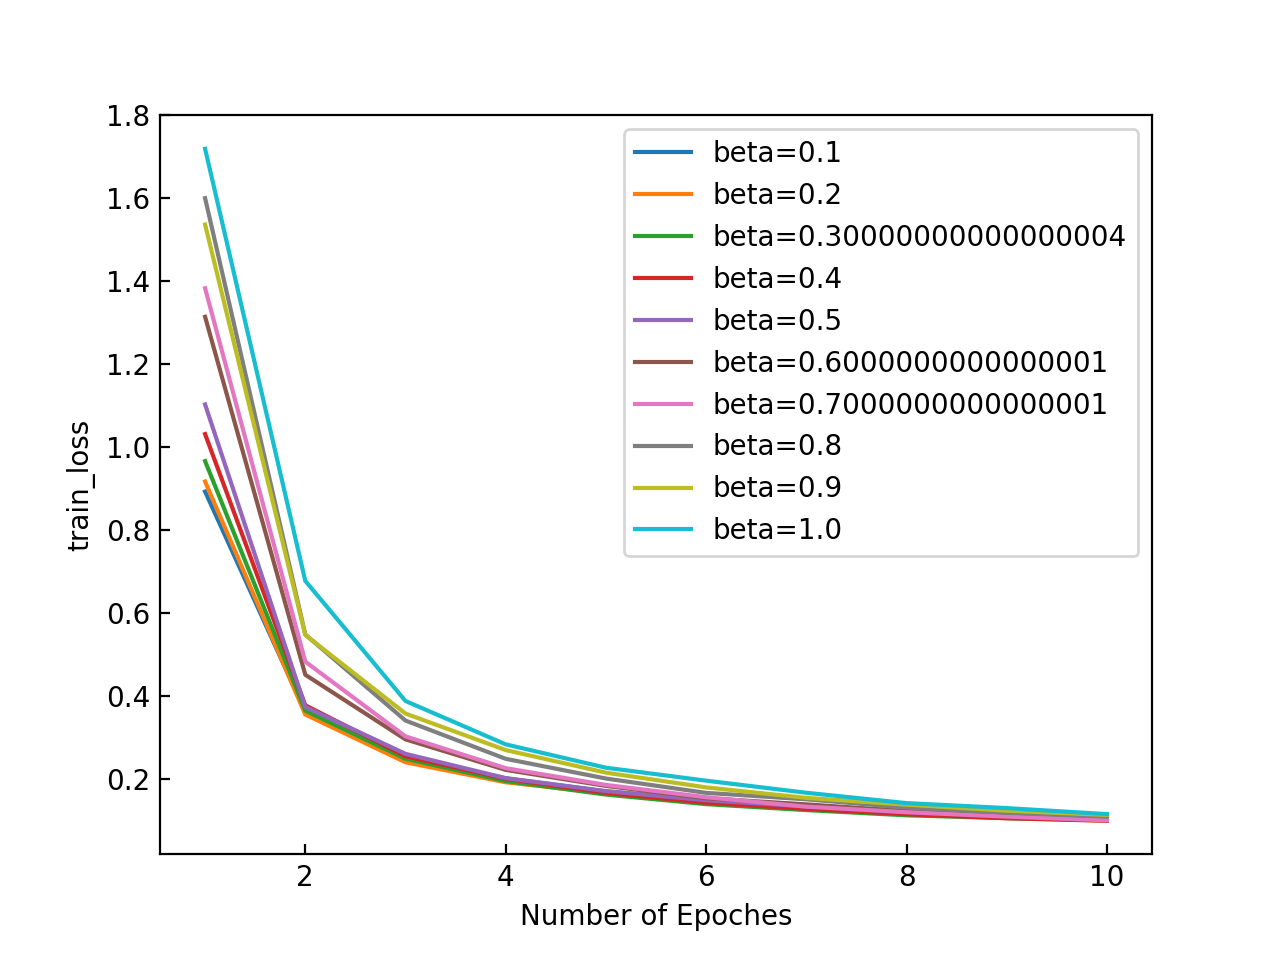 1.8
1.6
1.4
1.2
1.0
0.8
0.6
0.4
0.2
train_loss
beta=0.1
beta=0.2
beta=0.30000000000000004
beta=0.4
beta=0.5
beta=0.6000000000000001
beta=0.7000000000000001
beta=0.8
beta=0.9
beta=1.0
2 4 6 8 10
Number of Epoches